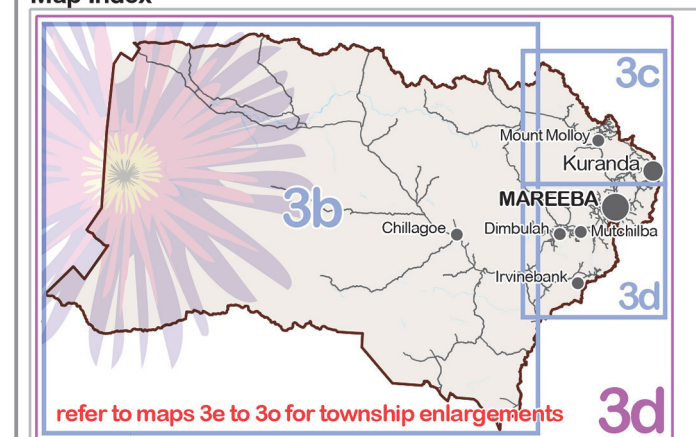 Map Index
3c
Mount Molloy
Kuranda
3b
MAREEBA
Chillagoe
Dimbulah
Mutchilba
Irvinebank
3d
refer to maps 3e to 3o for township enlargements
3d